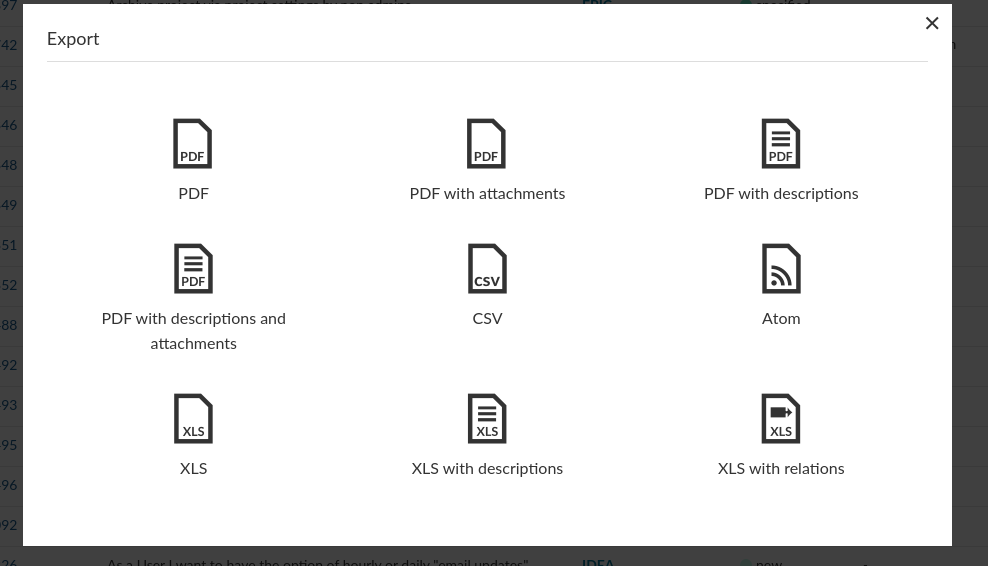 Archive project via project settings by non-admins EPIC specified
Export
PDF PDF PDF
PDF PDF with attachments PDF with descriptions
PDF CSV
PDF with descriptions and CSV Atom
attachments
XLS XLS XLS
XLS XLS with descriptions XLS with relations
42
45
46
48
49
51
52
88
92
93
95
96
92
26 As a User I want to have the option of hourly or daily "email updates" IDEA new